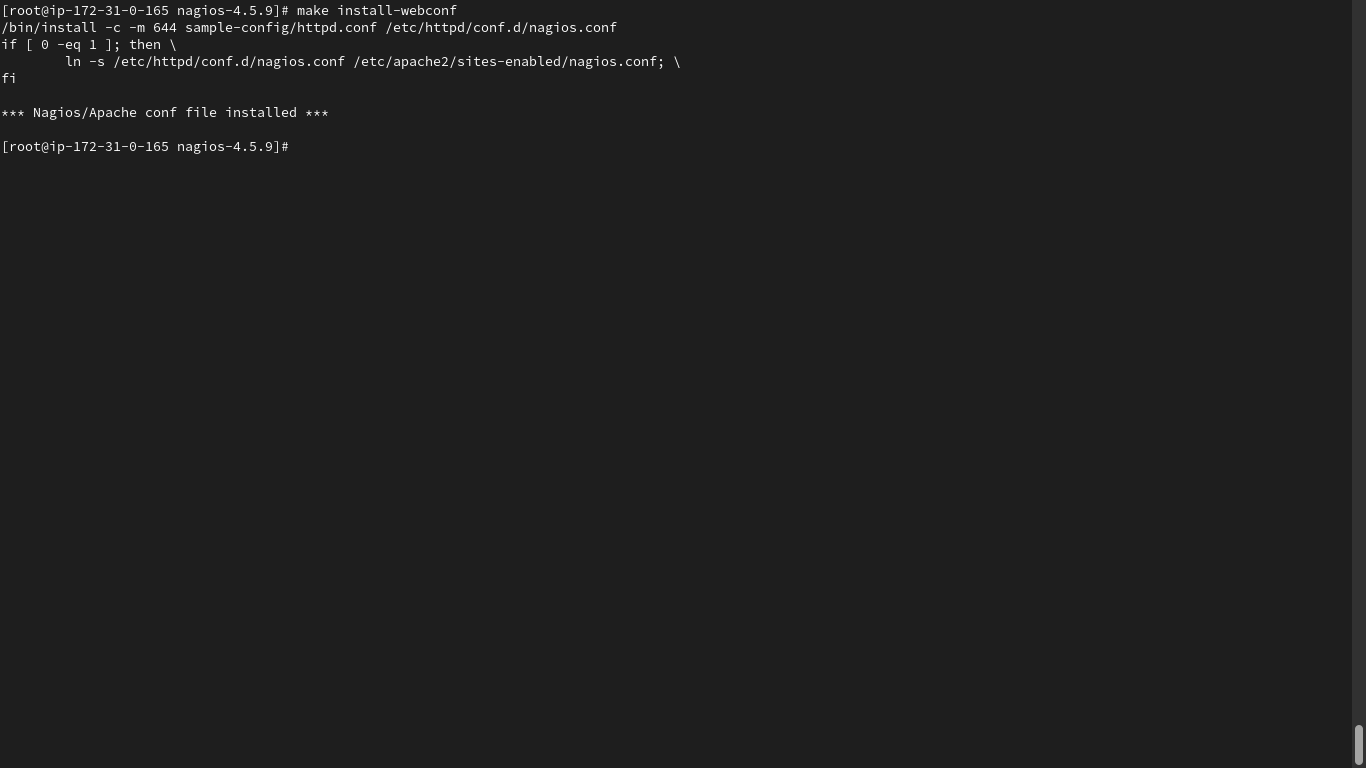 [root@ip-172-31-0-165 nagios-4.5.9]# make install-webconf
/bin/install -c -m 644 sample-config/httpd.conf /etc/httpd/conf.d/nagios.conf
if [ 0 -eq 1 ]; then \
        ln -s /etc/httpd/conf.d/nagios.conf /etc/apache2/sites-enabled/nagios.conf; \
fi

*** Nagios/Apache conf file installed ***

[root@ip-172-31-0-165 nagios-4.5.9]#